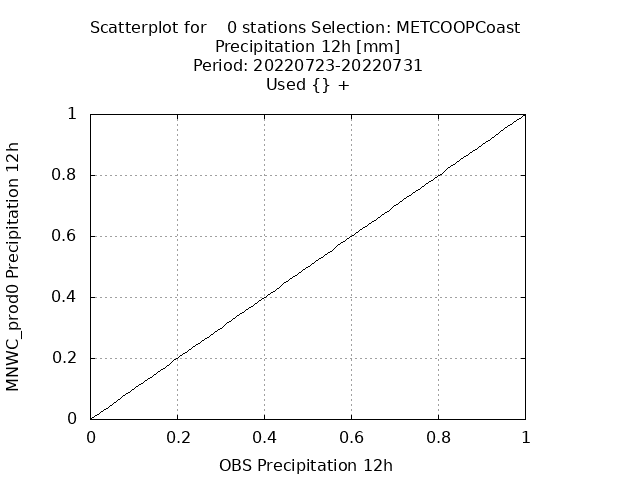 Scatterplot for    0 stations Selection: METCOOPCoast
Precipitation 12h [mm]
Period: 20220723-20220731
Used {} +
MNWC_prod0 Precipitation 12h
1
0.8
0.6
0.4
0.2
0
0 0.2 0.4 0.6 0.8 1
OBS Precipitation 12h